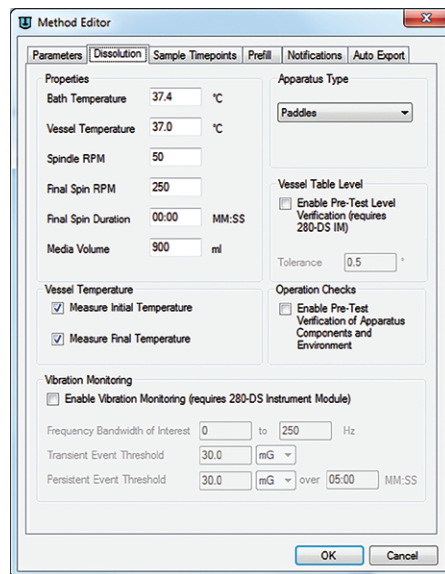 Method Editor
Parameters Dissolution Sample Timepoints Prefill Notifications Auto Export
Properties
Bath Temperature 37.4 °C
Vessel Temperature 37.0 °C
Spindle RPM 50
Final Spin RPM 250
Final Spin Duration 00:00 MM:SS
Media Volume 900 ml
Apparatus Type
Paddles
Vessel Table Level
Enable Pre-Test Level
Verification (requires
280-DS IM)
Tolerance 0.5 °
Vessel Temperature
Measure Initial Temperature
Measure Final Temperature
Operation Checks
Enable Pre-Test
Verification of Apparatus
Components and
Environment
Vibration Monitoring
Enable Vibration Monitoring (requires 280-DS Instrument Module)
Frequency Bandwidth of Interest 0 to 250 Hz
Transient Event Threshold 30.0 mG
Persistent Event Threshold 30.0 mG over 05:00 MM:SS
OK Cancel